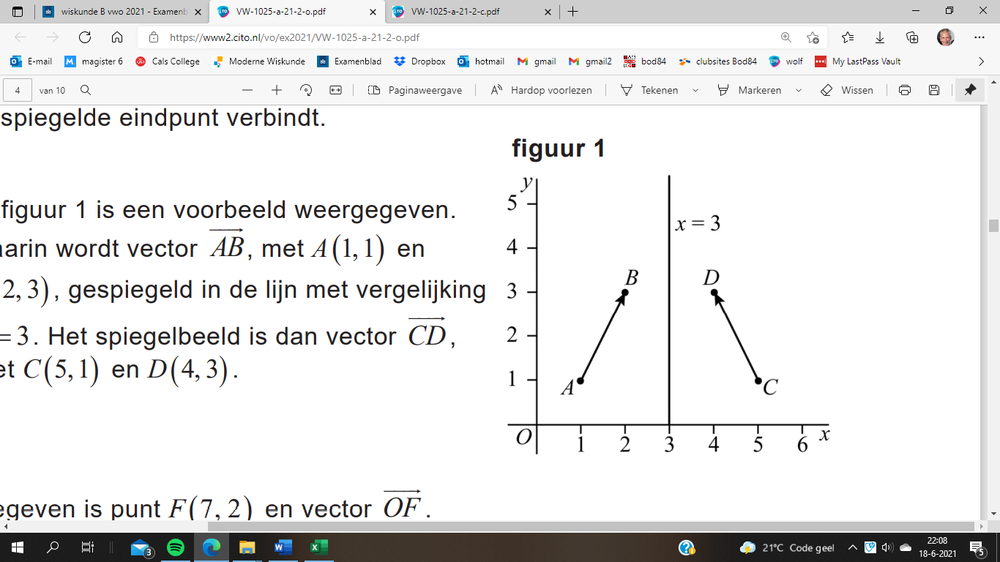 wiskunde B vwo 2021 - Examenb
VW-1025-a-21-2-o.pdf
VW-1025-a-21-2-c.pdf
https://www2.cito.nl/vo/ex2021/VW-1025-a-21-2-o.pdf
E-mail
magister 6
Cals College
Moderne Wiskunde
Examenblad
Dropbox
hotmail
gmail
gmail2
bod84
clubsites Bod84
wolf
My LastPass Vault
4 van 10
Paginaweergave
Hardop voorlezen
Tekenen
Markeren
Wissen
spiegelde eindpunt verbindt.
figuur 1
figuur 1 is een voorbeeld weergegeven.
aarin wordt vector AB, met A(1, 1) en
2, 3), gespiegeld in de lijn met vergelijking
= 3. Het spiegelbeeld is dan vector CD,
et C(5, 1) en D(4, 3).
y
5
4
3
2
1
x = 3
B
D
A
C
O
1 2 3 4 5 6 x
egeven is punt F(7, 2) en vector OF.
3
21°C Code geel
22:08
18-6-2021
5